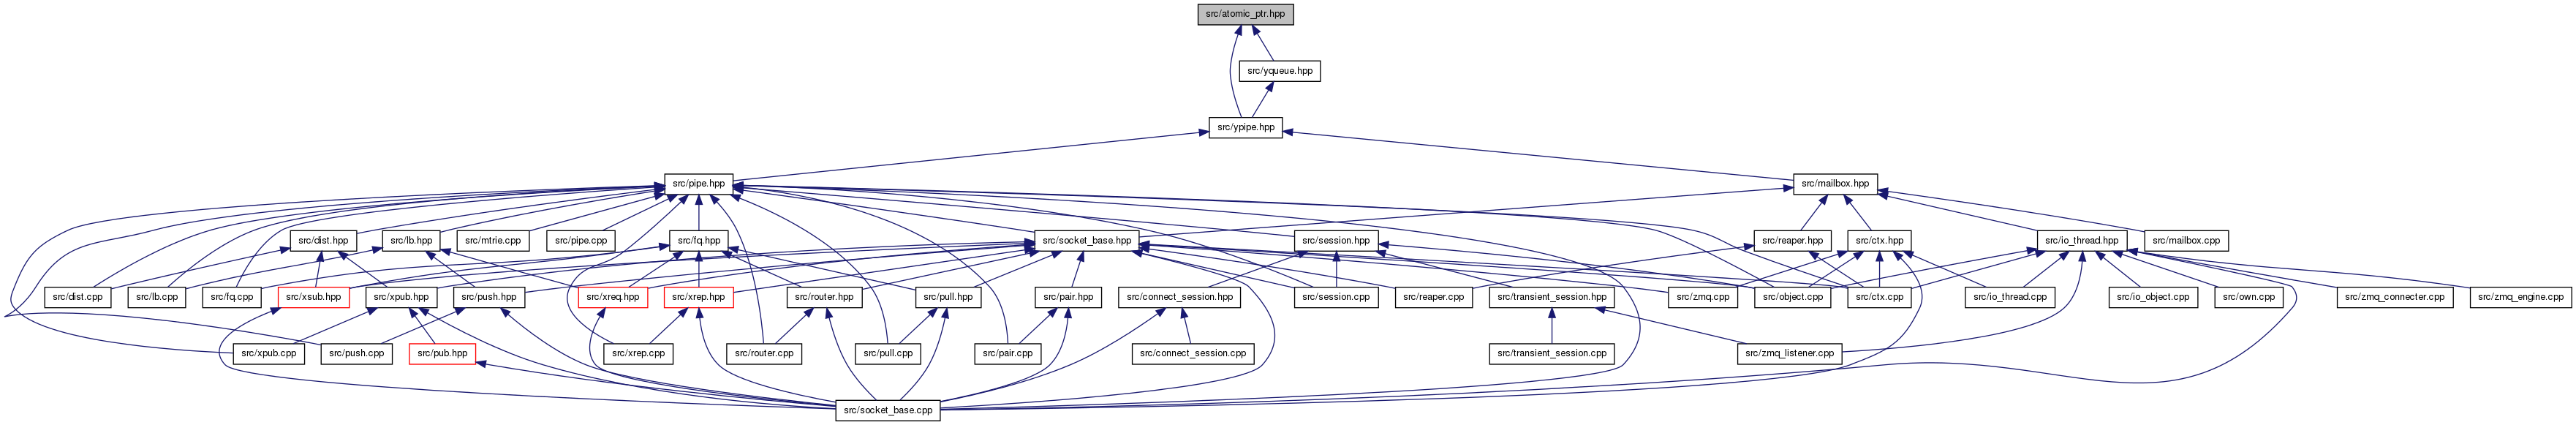 src/atomic_ptr.hpp
src/yqueue.hpp
src/ypipe.hpp
src/pipe.hpp
src/mailbox.hpp
src/dist.hpp
src/lb.hpp
src/mtrie.cpp
src/pipe.cpp
src/fq.hpp
src/socket_base.hpp
src/session.hpp
src/reaper.hpp
src/ctx.hpp
src/io_thread.hpp
src/mailbox.cpp
src/dist.cpp
src/lb.cpp
src/fq.cpp
src/xsub.hpp
src/xpub.hpp
src/push.hpp
src/xreq.hpp
src/xrep.hpp
src/router.hpp
src/pull.hpp
src/pair.hpp
src/connect_session.hpp
src/session.cpp
src/reaper.cpp
src/transient_session.hpp
src/zmq.cpp
src/object.cpp
src/ctx.cpp
src/io_thread.cpp
src/io_object.cpp
src/own.cpp
src/zmq_connecter.cpp
src/zmq_engine.cpp
src/xpub.cpp
src/push.cpp
src/pub.hpp
src/xrep.cpp
src/router.cpp
src/pull.cpp
src/pair.cpp
src/connect_session.cpp
src/transient_session.cpp
src/zmq_listener.cpp
src/socket_base.cpp